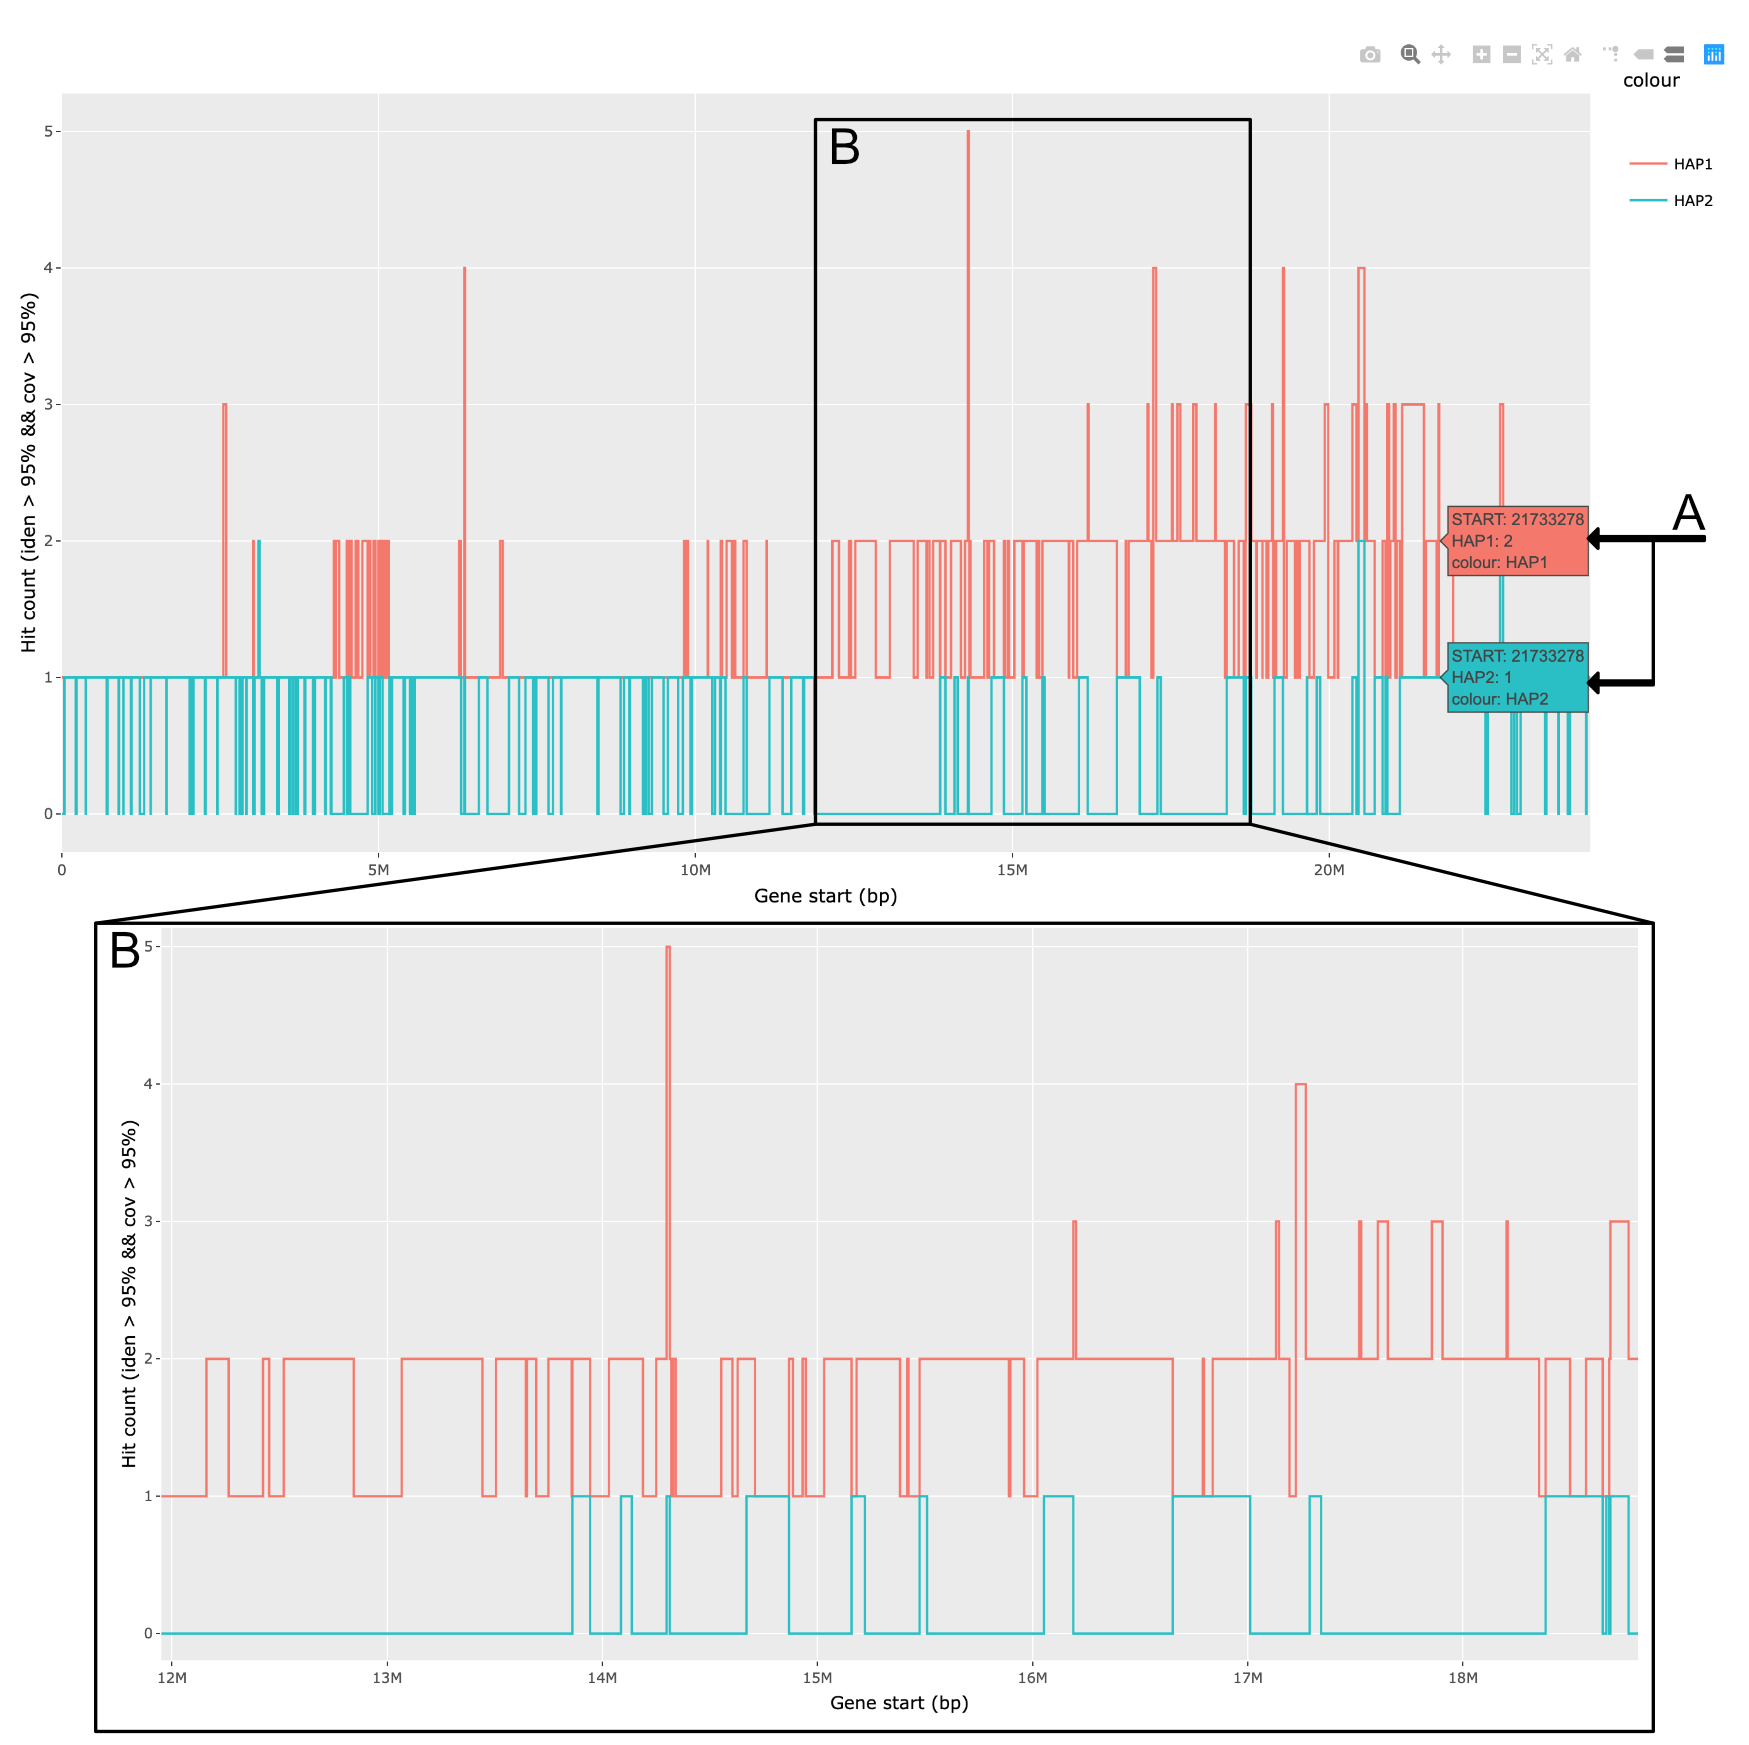 colour
HAP1
HAP2
B
5
4
3
2
1
0
Hit count (iden > 95% && cov > 95%)
START: 21733278
HAP1: 2
colour: HAP1
A
START: 21733278
HAP2: 1
colour: HAP2
0 5M 10M 15M 20M
Gene start (bp)
B
5
4
3
2
1
0
Hit count (iden > 95% && cov > 95%)
12M 13M 14M 15M 16M 17M 18M
Gene start (bp)